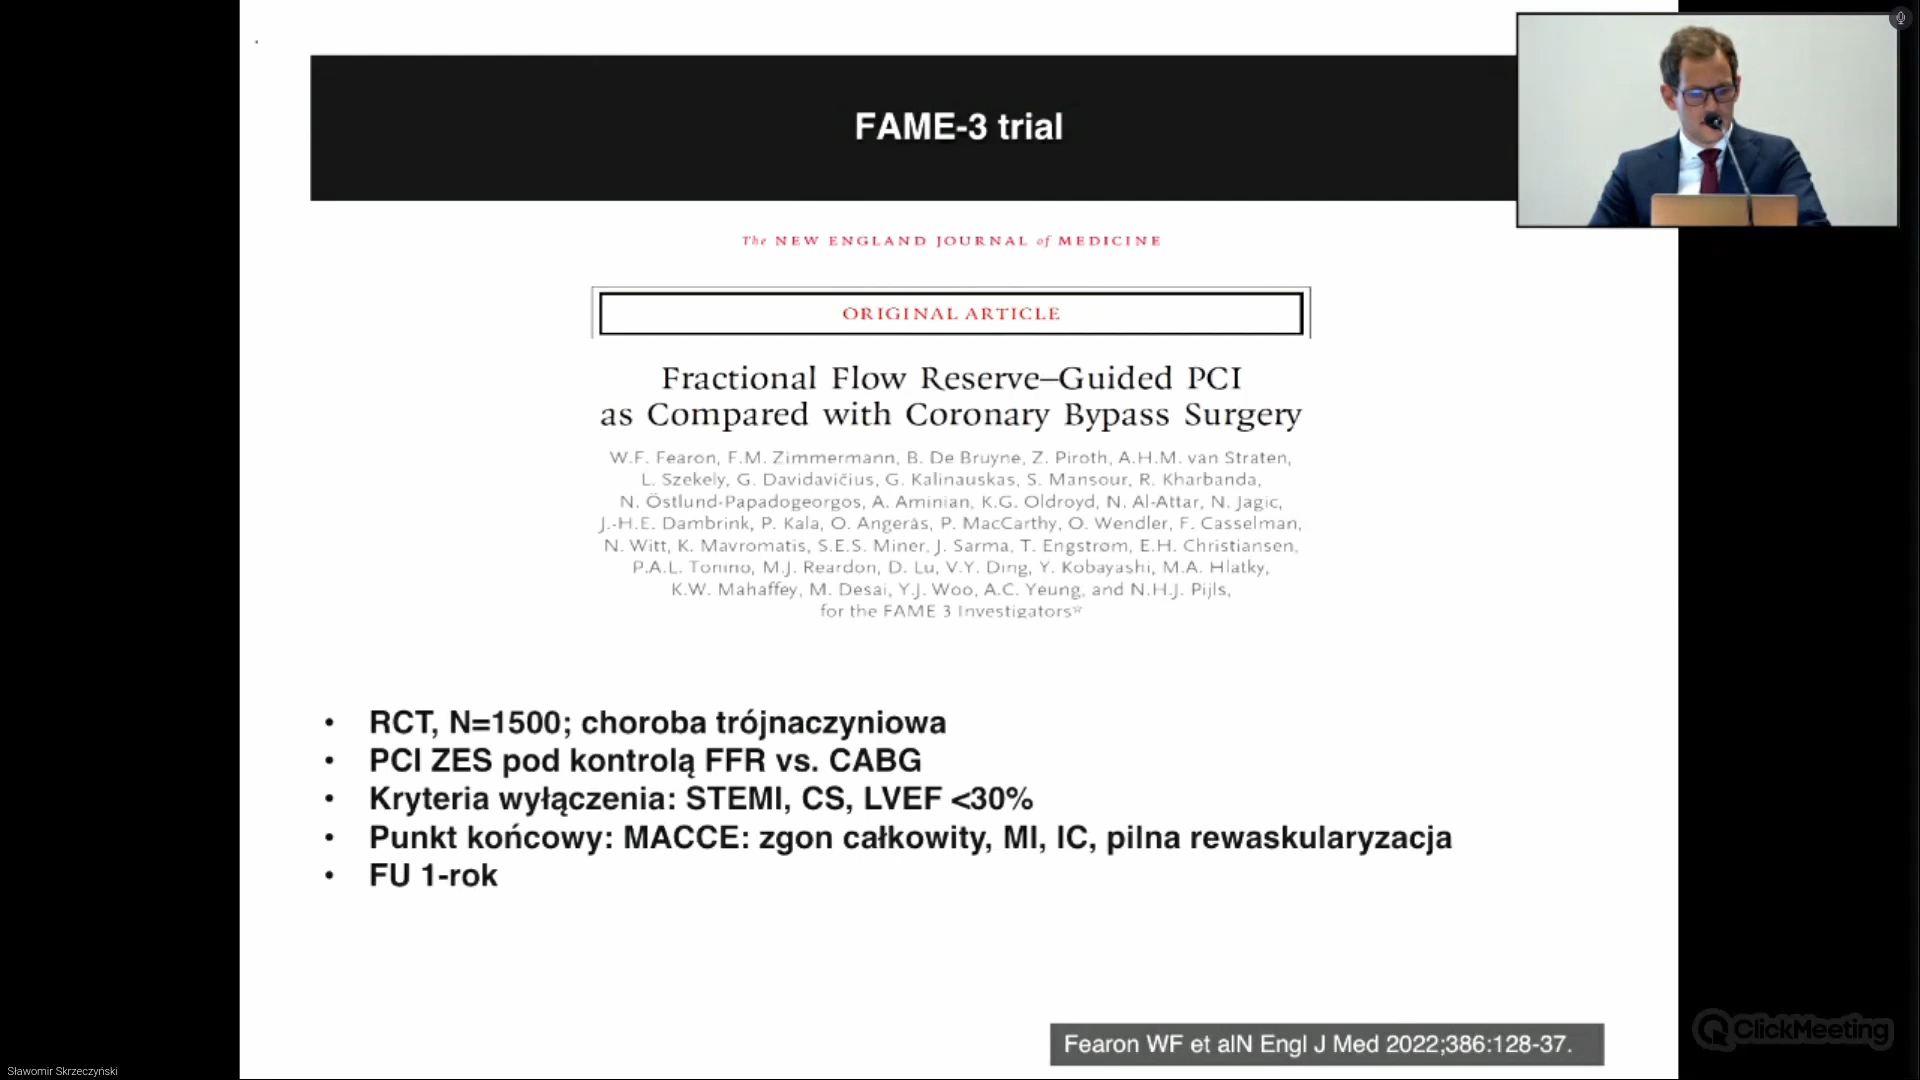 FAME-3 trial
The NEW ENGLAND JOURNAL of MEDICINE
ORIGINAL ARTICLE
Fractional Flow Reserve–Guided PCI
as Compared with Coronary Bypass Surgery
W.F. Fearon, F.M. Zimmermann, B. De Bruyne, Z. Piroth, A.H.M. van Straten,
L. Szekely, G. Davidavičius, G. Kalinauskas, S. Mansour, R. Kharbanda,
N. Östlund-Papadogeorgos, A. Aminian, K.G. Oldroyd, N. Al-Attar, N. Jagic,
J.-H.E. Dambrink, P. Kala, O. Angerås, P. MacCarthy, O. Wendler, F. Casselman,
N. Witt, K. Mavromatis, S.E.S. Miner, J. Sarma, T. Engstrøm, E.H. Christiansen,
P.A.L. Tonino, M.J. Reardon, D. Lu, V.Y. Ding, Y. Kobayashi, M.A. Hlatky,
K.W. Mahaffey, M. Desai, Y.J. Woo, A.C. Yeung, and N.H.J. Pijls,
for the FAME 3 Investigators*
• RCT, N=1500; choroba trójnaczyniowa
• PCI ZES pod kontrolą FFR vs. CABG
• Kryteria wyłączenia: STEMI, CS, LVEF <30%
• Punkt końcowy: MACCE: zgon całkowity, MI, IC, pilna rewaskularyzacja
• FU 1-rok
Fearon WF et alN Engl J Med 2022;386:128-37.
ClickMeeting
Sławomir Skrzeczyński